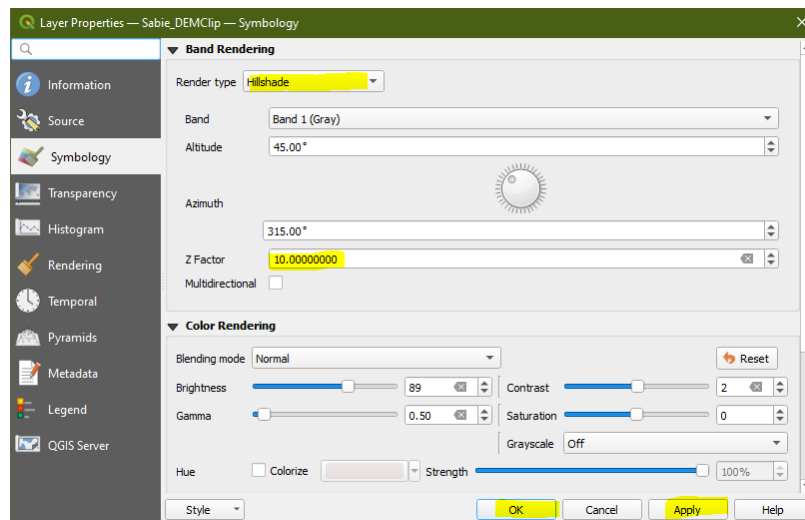 Layer Properties — Sabie_DEMClip — Symbology
Information
Source
Symbology
Transparency
Histogram
Rendering
Temporal
Pyramids
Metadata
Legend
QGIS Server
Band Rendering
Render type Hillshade
Band Band 1 (Gray)
Altitude 45.00°
Azimuth
315.00°
Z Factor 10.00000000
Multidirectional
Color Rendering
Blending mode Normal Reset
Brightness 89 Contrast 2
Gamma 0.50 Saturation 0
Grayscale Off
Hue Colorize Strength 100%
Style OK Cancel Apply Help